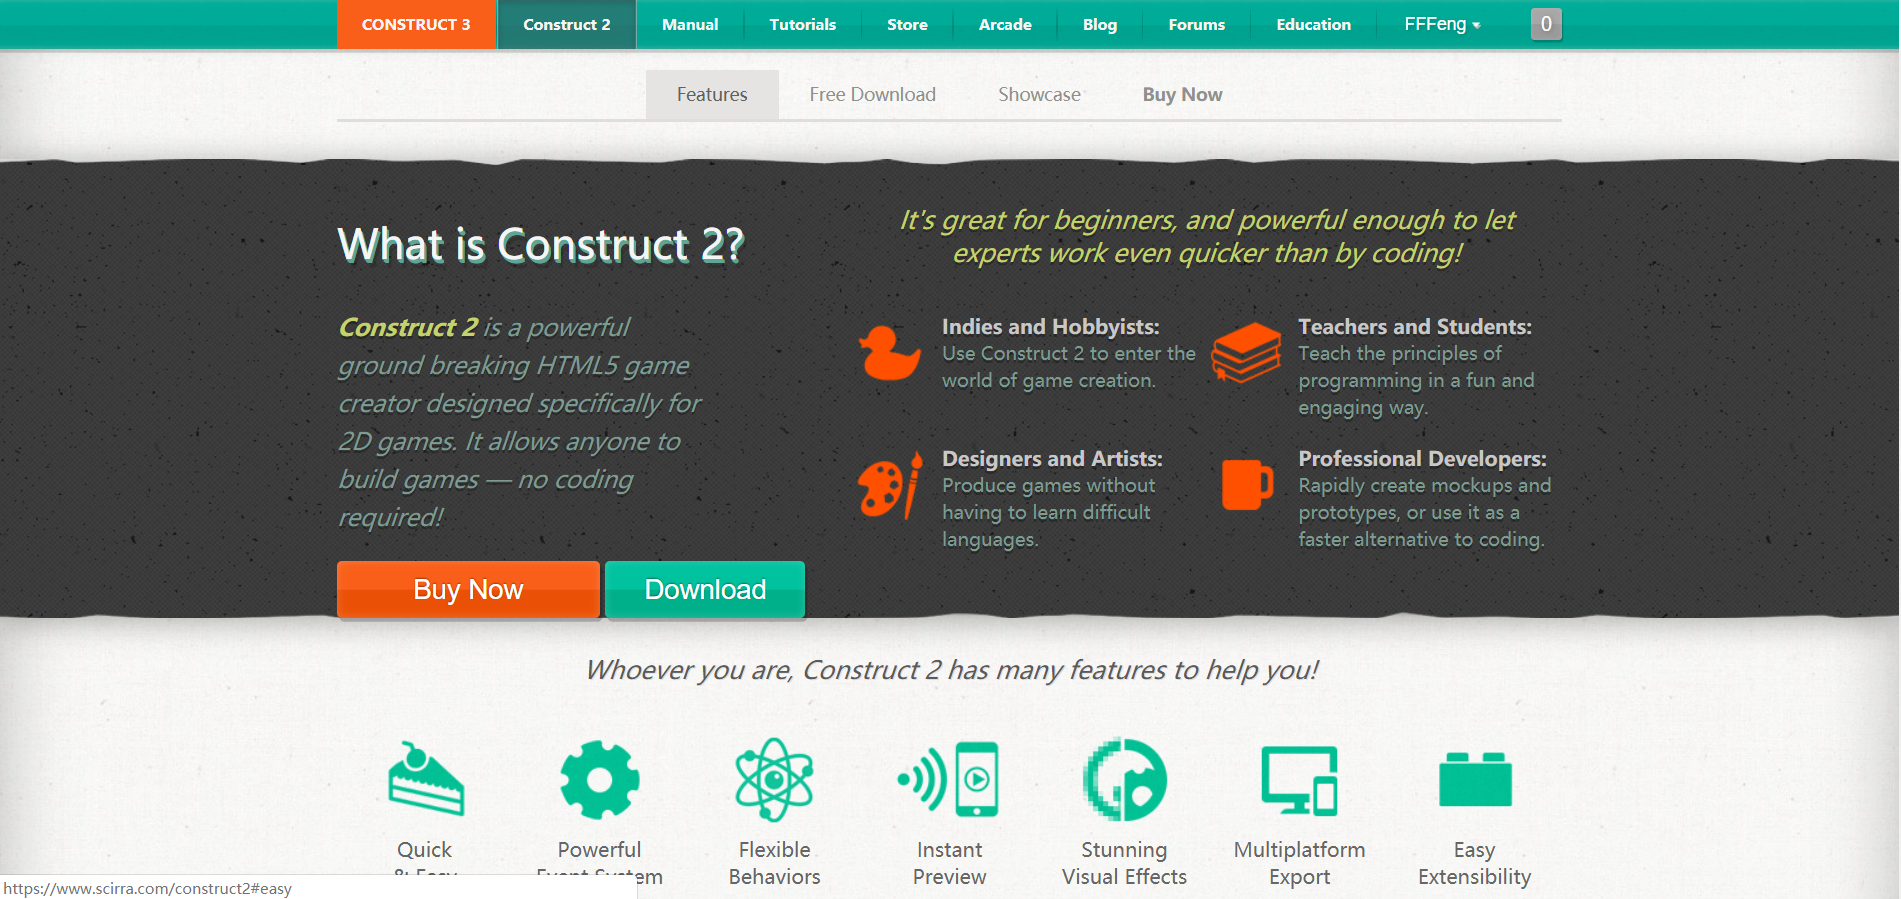 CONSTRUCT 3 Construct 2 Manual Tutorials Store Arcade Blog Forums Education FFFeng 0
Features Free Download Showcase Buy Now
What is Construct 2?
Construct 2 is a powerful
ground breaking HTML5 game
creator designed specifically for
2D games. It allows anyone to
build games — no coding
required!
Buy Now Download
It's great for beginners, and powerful enough to let
experts work even quicker than by coding!
Indies and Hobbyists:
Use Construct 2 to enter the
world of game creation.
Teachers and Students:
Teach the principles of
programming in a fun and
engaging way.
Designers and Artists:
Produce games without
having to learn difficult
languages.
Professional Developers:
Rapidly create mockups and
prototypes, or use it as a
faster alternative to coding.
Whoever you are, Construct 2 has many features to help you!
Quick
& Easy
Powerful
Event System
Flexible
Behaviors
Instant
Preview
Stunning
Visual Effects
Multiplatform
Export
Easy
Extensibility
https://www.scirra.com/construct2#easy